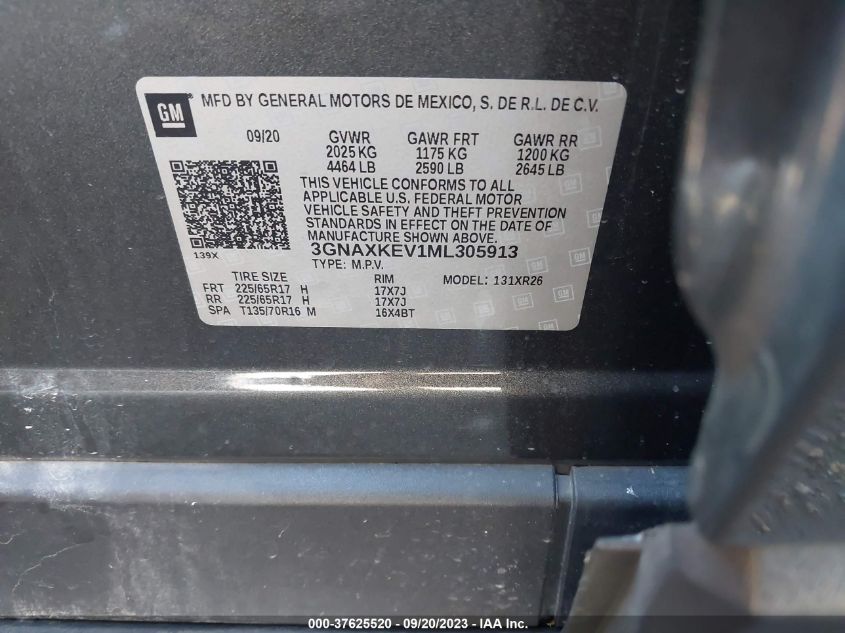 GM
MFD BY GENERAL MOTORS DE MEXICO, S. DE R.L. DE C.V.
09/20 GVWR GAWR FRT GAWR RR
2025 KG 1175 KG 1200 KG
4464 LB 2590 LB 2645 LB
THIS VEHICLE CONFORMS TO ALL
APPLICABLE U.S. FEDERAL MOTOR
VEHICLE SAFETY AND THEFT PREVENTION
STANDARDS IN EFFECT ON THE DATE OF
MANUFACTURE SHOWN ABOVE.
139X 3GNAXKEV1ML305913
TYPE: M.P.V. MODEL: 131XR26
TIRE SIZE RIM
FRT 225/65R17 H 17X7J
RR 225/65R17 H 17X7J
SPA T135/70R16 M 16X4BT
000-37625520 - 09/20/2023 - IAA Inc.